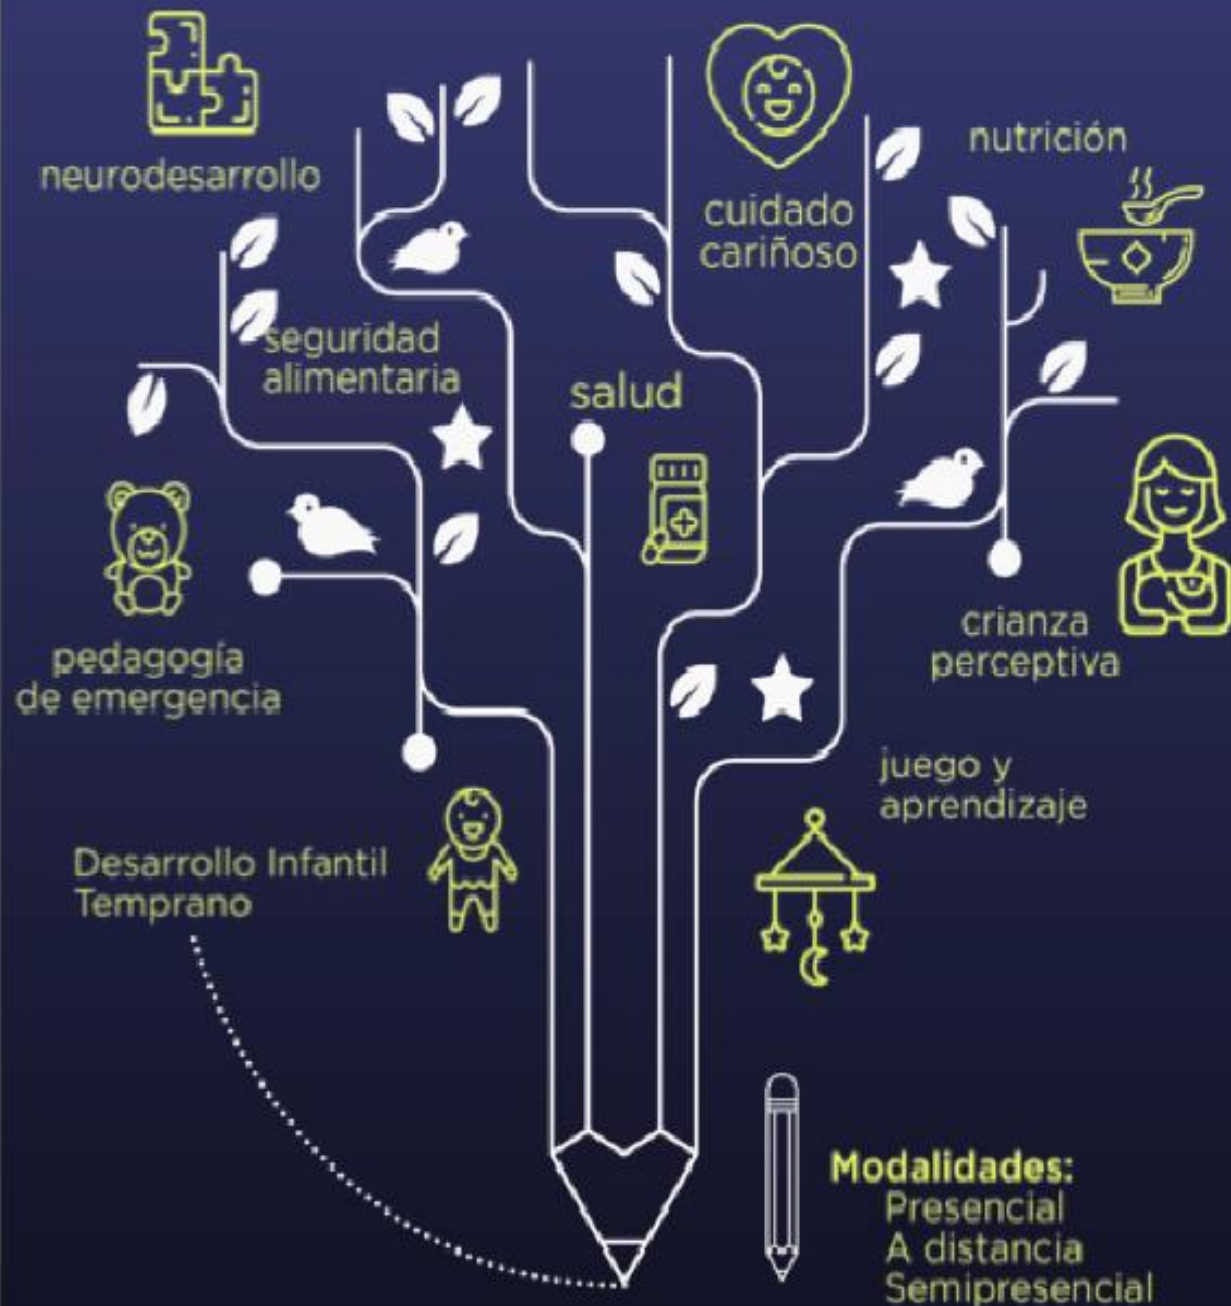 neurodesarrollo
cuidado
cariñoso
nutrición
seguridad
alimentaria
salud
pedagogía
de emergencia
crianza
perceptiva
juego y
aprendizaje
Desarrollo Infantil
Temprano
Modalidades:
Presencial
A distancia
Semipresencial